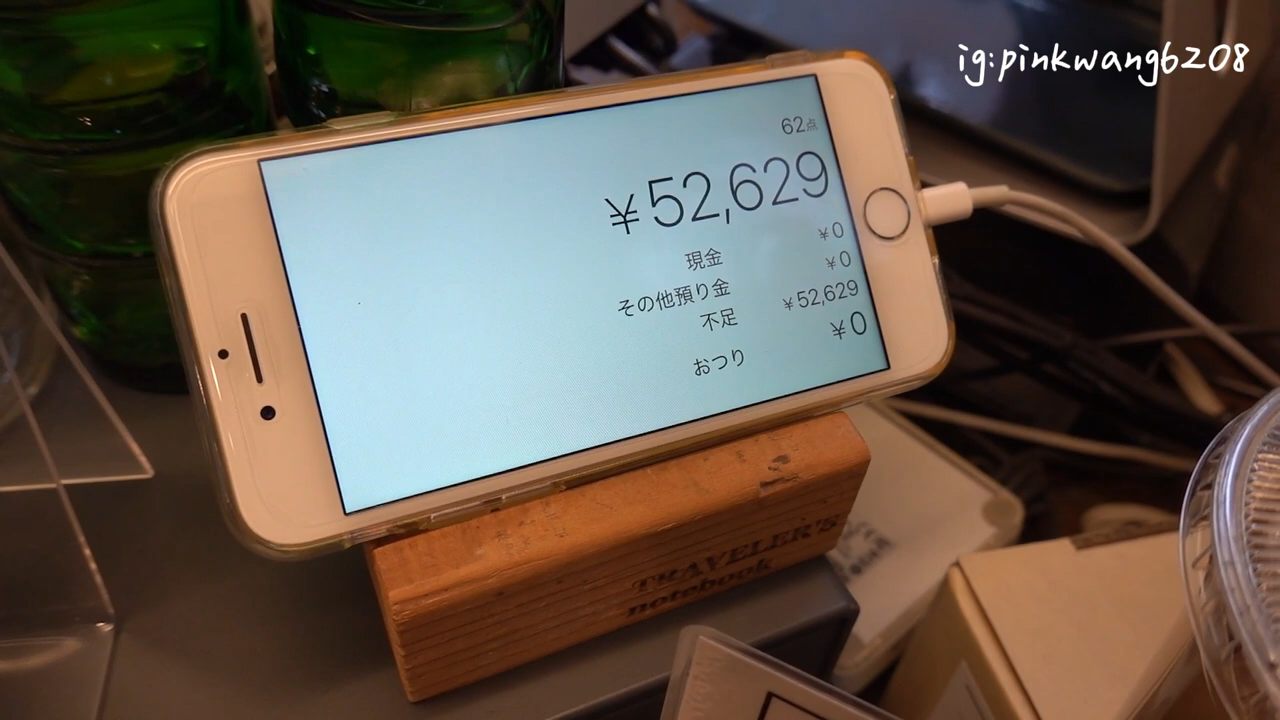 ig:pinkwang6208
62点
¥52,629
現金 ¥0
その他預り金 ¥0
不足 ¥52,629
おつり ¥0
TRAVELER'S
notebook